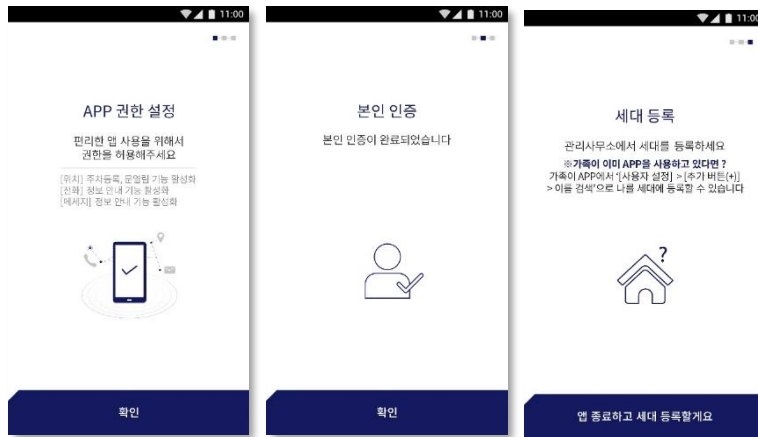 11:00
APP 권한 설정
편리한 앱 사용을 위해서
권한을 허용해주세요
[위치] 주차등록, 문열림 기능 활성화
[전화] 정보 안내 기능 활성화
[메세지] 정보 안내 기능 활성화
확인
11:00
본인 인증
본인 인증이 완료되었습니다
확인
11:00
세대 등록
관리사무소에서 세대를 등록하세요
※가족이 이미 APP을 사용하고 있다면 ?
가족이 APP에서 '[사용자 설정] > [추가 버튼(+)]
> 이름 검색'으로 나를 세대에 등록할 수 있습니다
?
앱 종료하고 세대 등록할게요